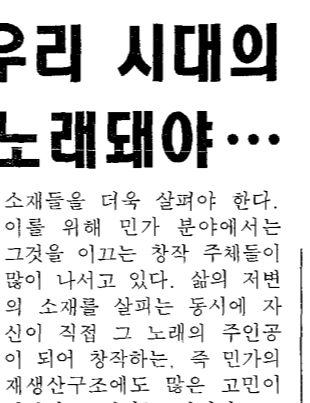 우리 시대의
노래돼야…
소재들을 더욱 살펴야 한다.
이를 위해 민가 분야에서는
그것을 이끄는 창작 주체들이
많이 나서고 있다. 삶의 저변
의 소재를 살피는 동시에 자
신이 직접 그 노래의 주인공
이 되어 창작하는, 즉 민가의
재생산구조에도 많은 고민이